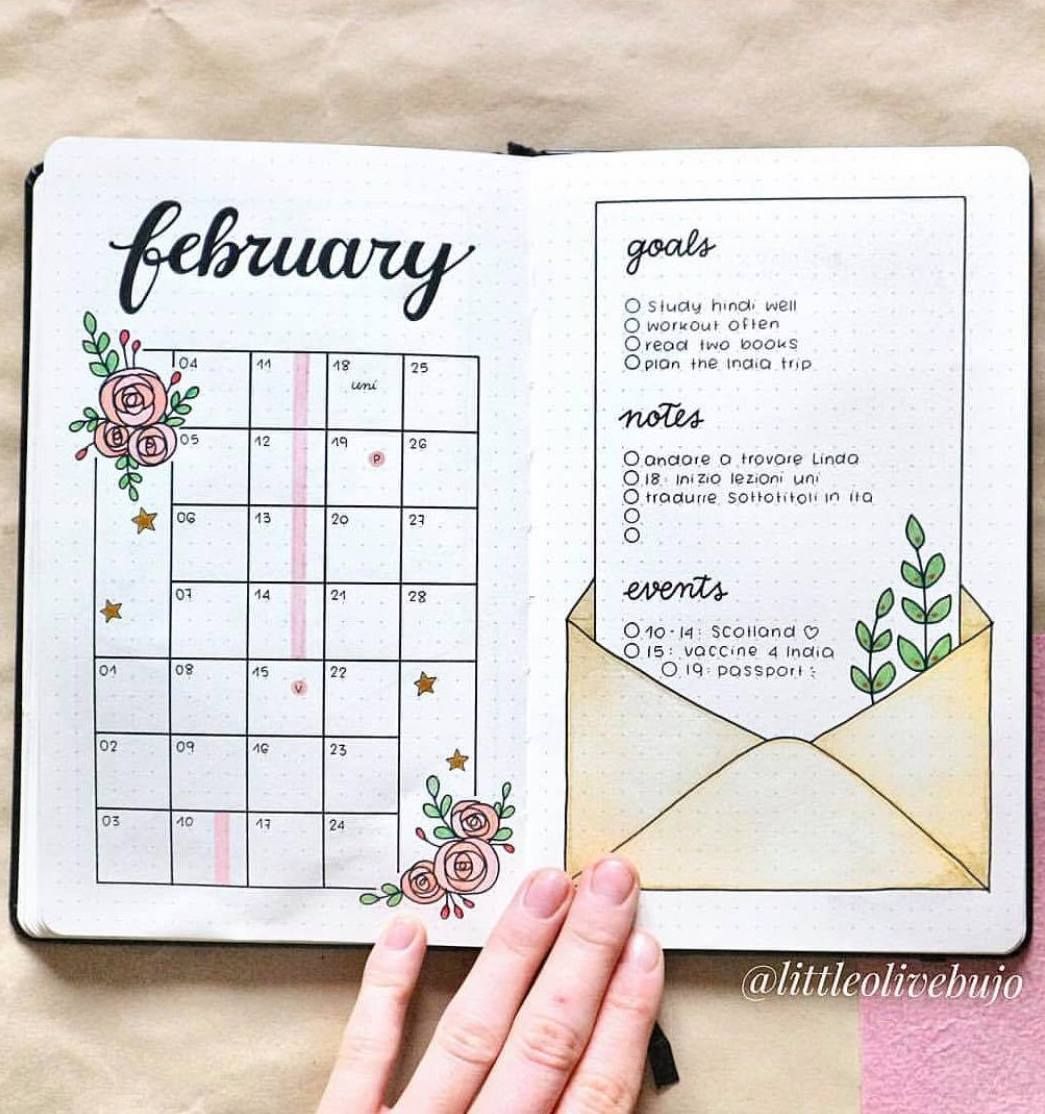 february
04 11 18 25
uni
05 12 19 26
P
06 13 20 27
07 14 21 28
01 08 15 22
V
02 09 16 23
03 10 17 24
goals
study hindi well
workout often
read two books
plan the India trip
notes
andare a trovare Linda
18: inizio lezioni uni
tradurre sottotitoli in ita
events
10-14: Scotland ♡
15: vaccine 4 India
19: passport :
@littleolivebujo